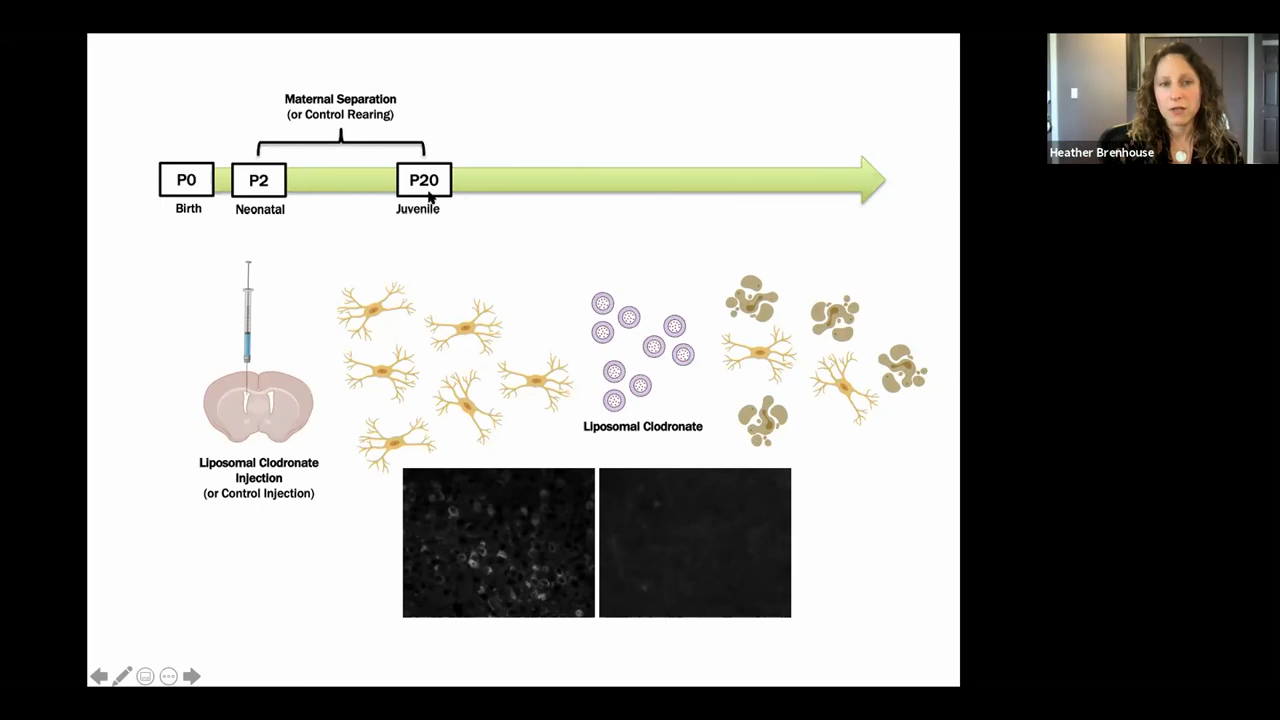 Maternal Separation
(or Control Rearing)
P0
P2
P20
Birth
Neonatal
Juvenile
Liposomal Clodronate
Injection
(or Control Injection)
Liposomal Clodronate
Heather Brenhouse